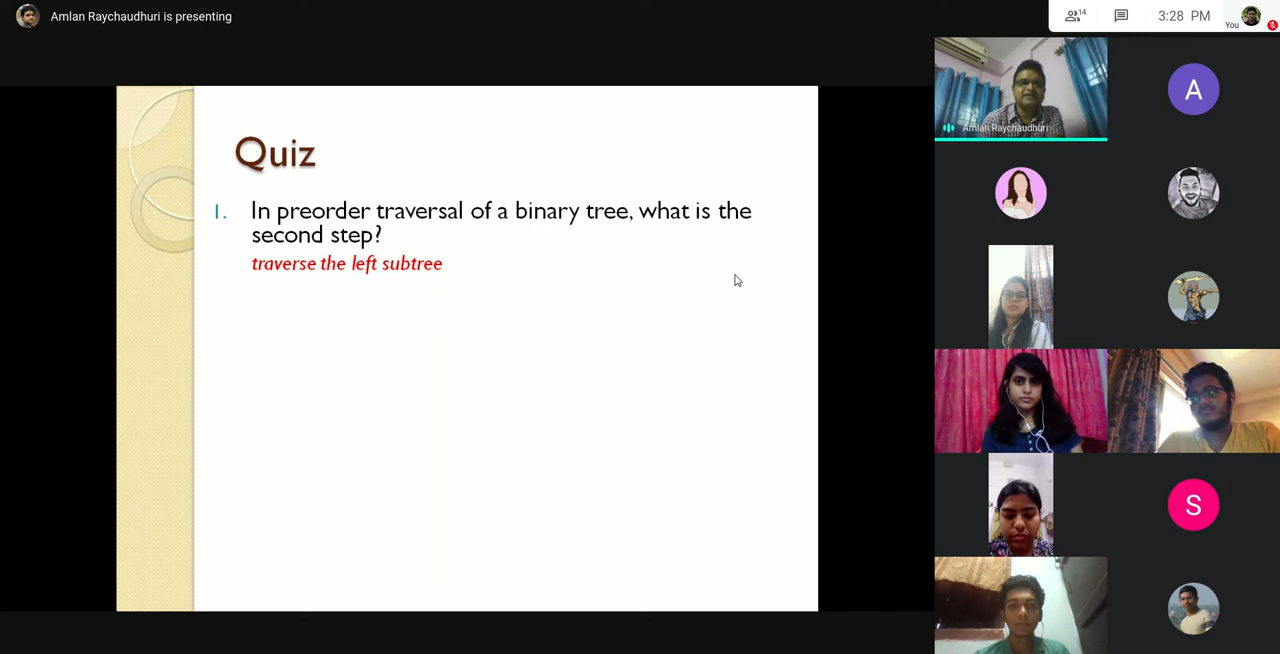 Amlan Raychaudhuri is presenting
14
3:28 PM
You
Quiz
1. In preorder traversal of a binary tree, what is the
second step?
traverse the left subtree
Amlan Raychaudhuri
A
S